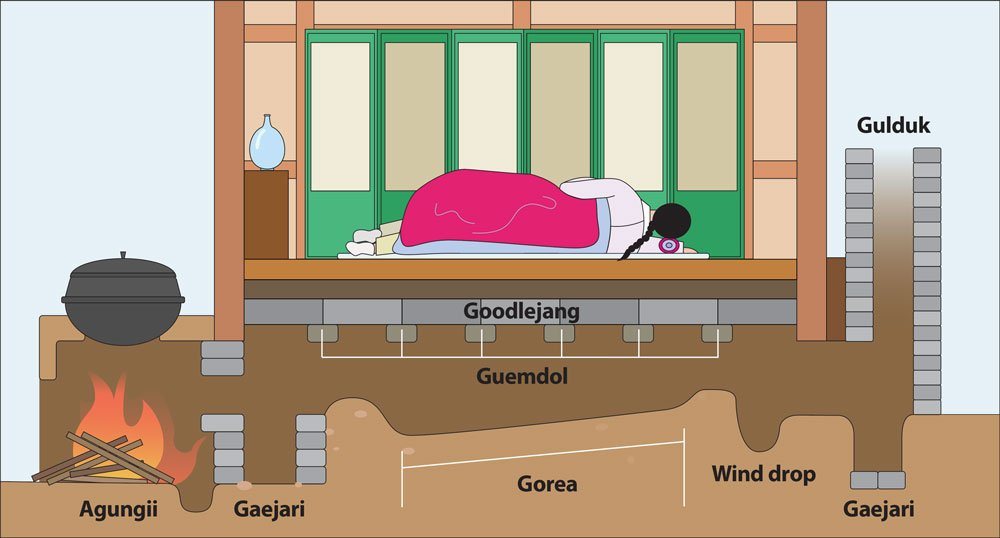 Gulduk
Goodlejang
Guemdol
Gorea
Wind drop
Agungii
Gaejari
Gaejari